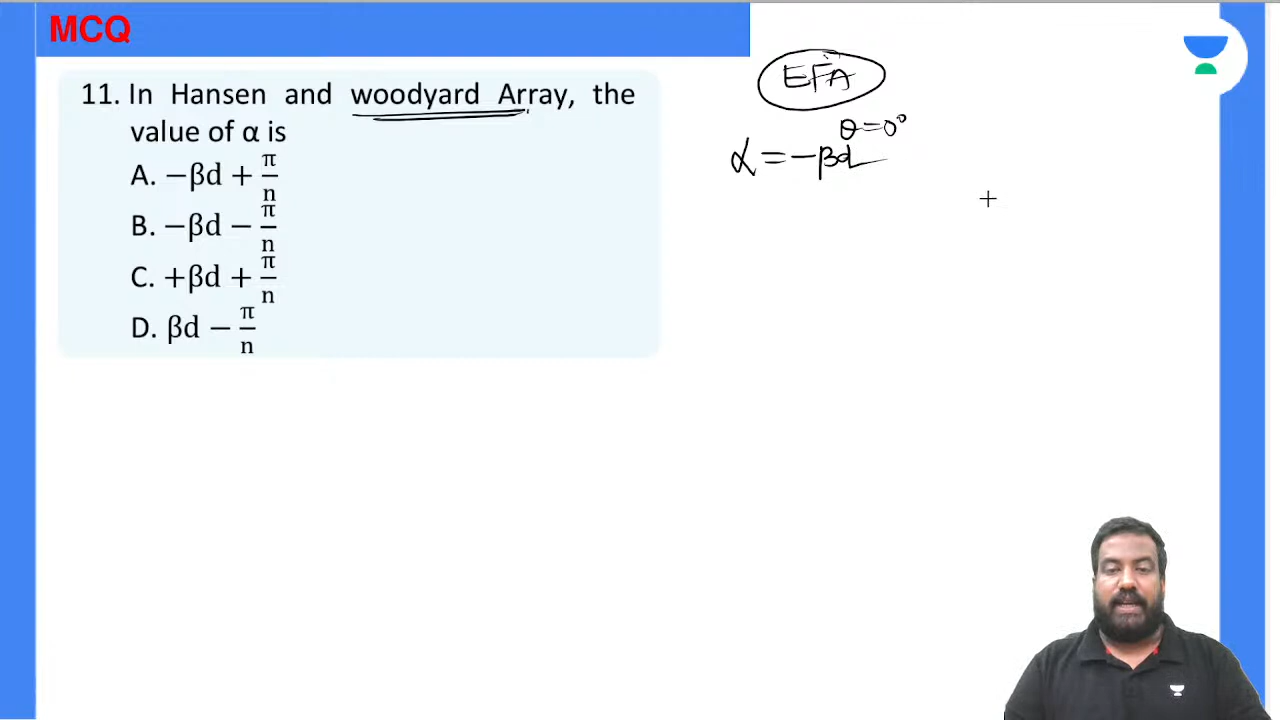 MCQ
11. In Hansen and woodyard Array, the
value of α is
A. −βd + π/n
B. −βd − π/n
C. +βd + π/n
D. βd − π/n
EFA
θ=0°
α=−βd